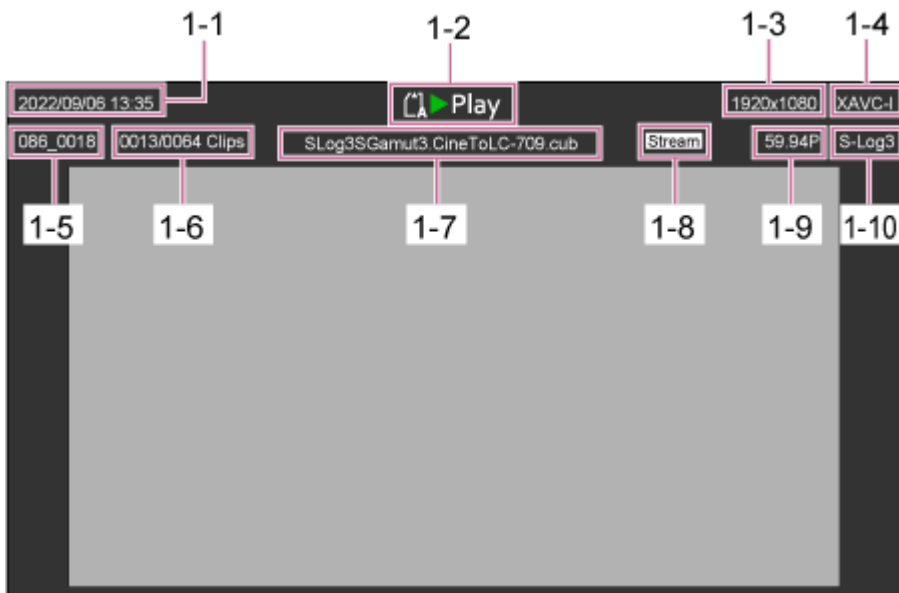 1-1
1-2
1-3
1-4
2022/09/06 13:35
A Play
1920x1080
XAVC-I
086_0018
0013/0064 Clips
SLog3SGamut3.CineToLC-709.cub
Stream
59.94P
S-Log3
1-5
1-6
1-7
1-8
1-9
1-10